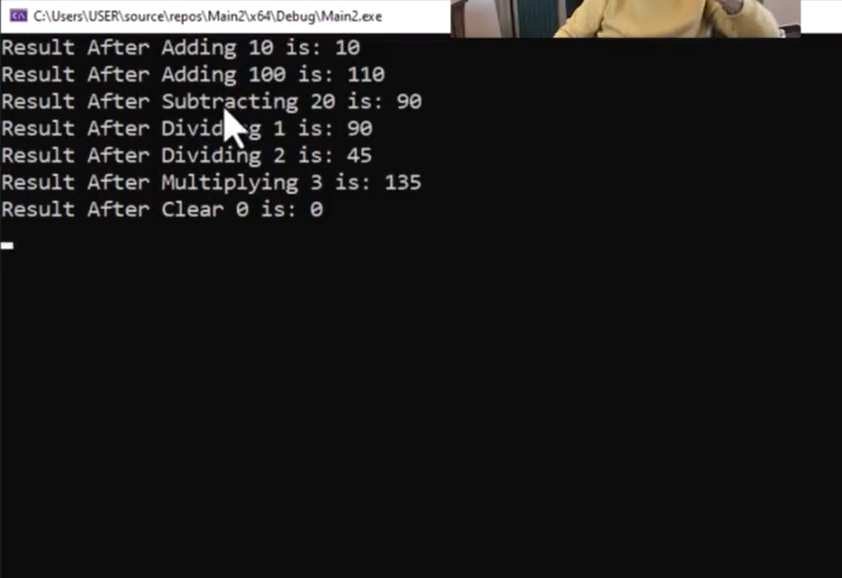 C:\Users\USER\source\repos\Main2\x64\Debug\Main2.exe
Result After Adding 10 is: 10
Result After Adding 100 is: 110
Result After Subtracting 20 is: 90
Result After Dividing 1 is: 90
Result After Dividing 2 is: 45
Result After Multiplying 3 is: 135
Result After Clear 0 is: 0